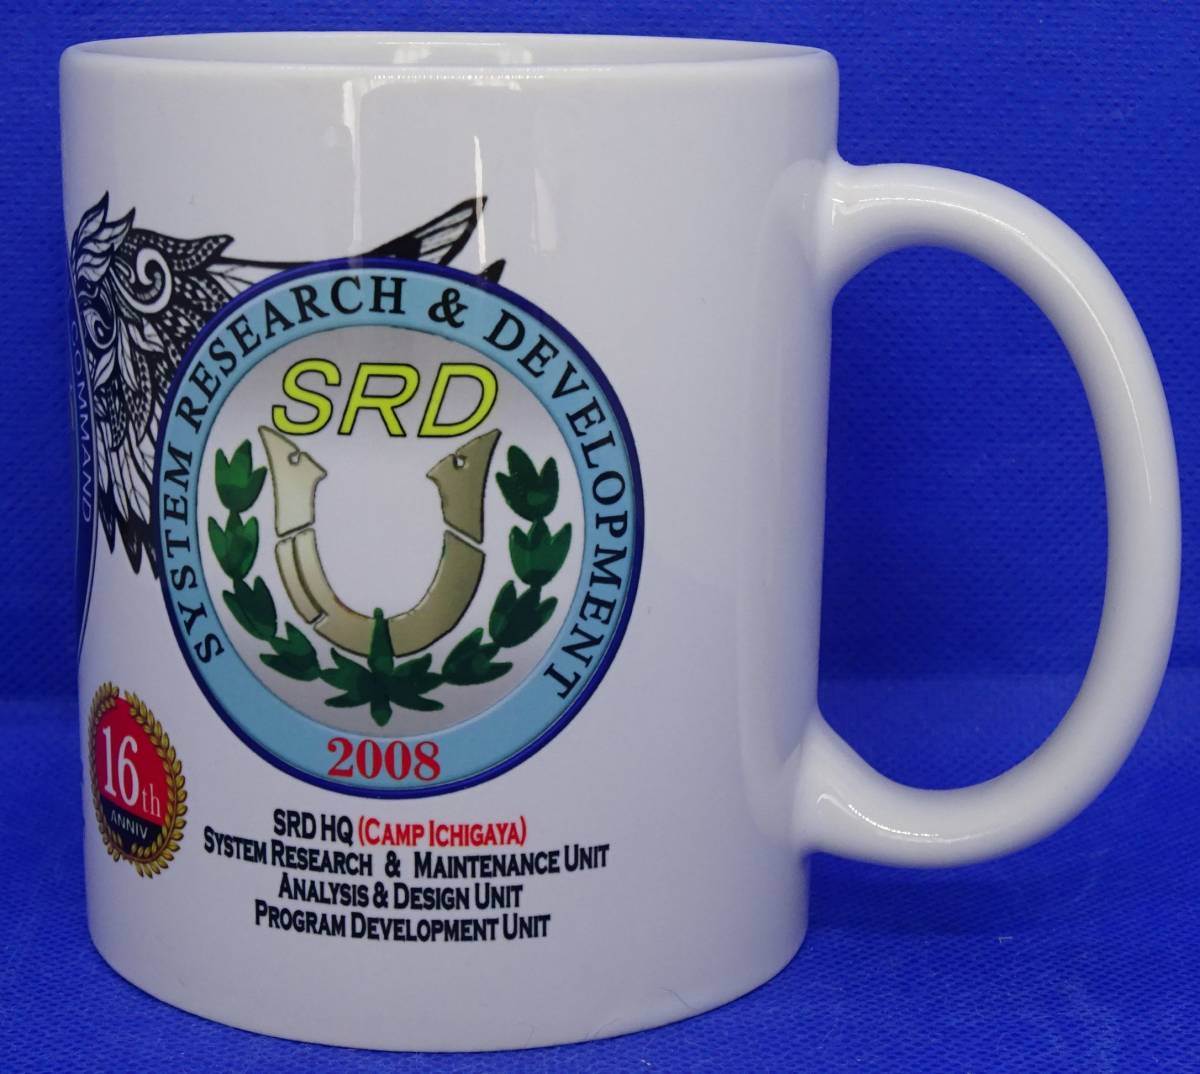 COMMAND
SYSTEM RESEARCH & DEVELOPMENT
SRD
2008
16th
ANNIV
SRD HQ (CAMP ICHIGAYA)
SYSTEM RESEARCH & MAINTENANCE UNIT
ANALYSIS & DESIGN UNIT
PROGRAM DEVELOPMENT UNIT